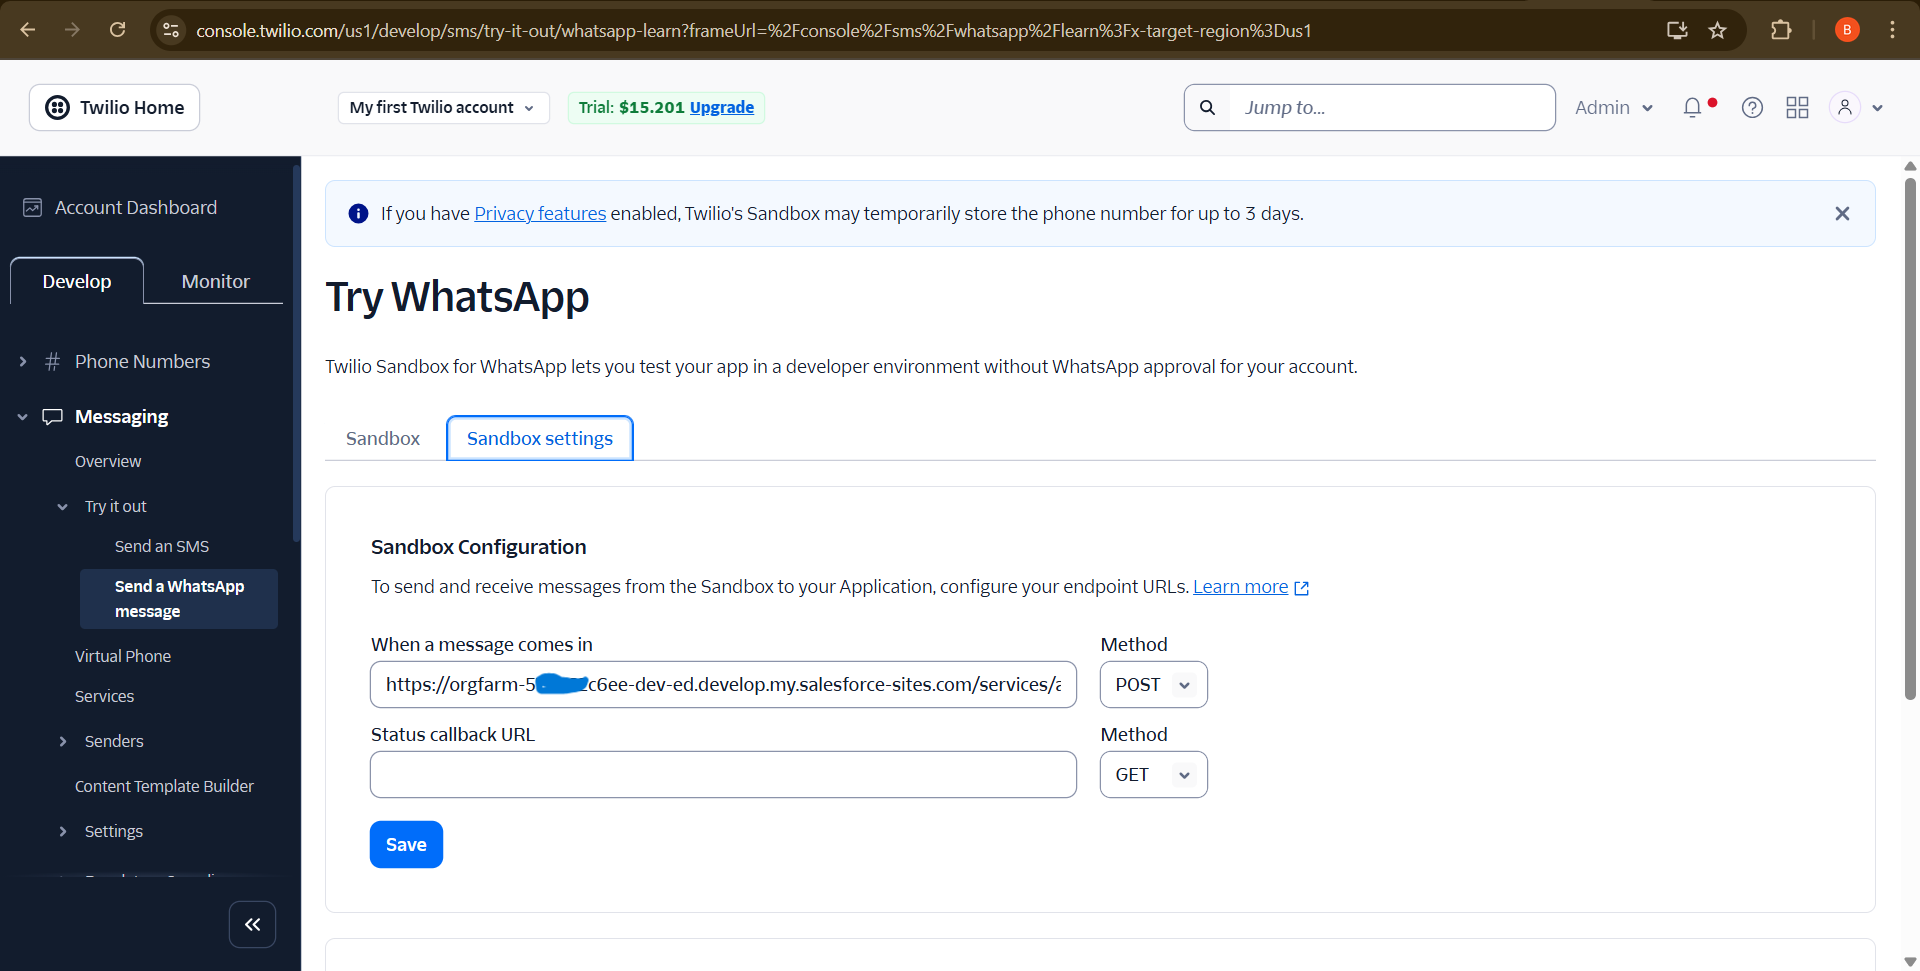 console.twilio.com/us1/develop/sms/try-it-out/whatsapp-learn?frameUrl=%2Fconsole%2Fsms%2Fwhatsapp%2Flearn%3Fx-target-region%3Dus1
B
Twilio Home
My first Twilio account
Trial: $15.201 Upgrade
Jump to...
Admin
Account Dashboard
Develop
Monitor
Phone Numbers
Messaging
Overview
Try it out
Send an SMS
Send a WhatsApp
message
Virtual Phone
Services
Senders
Content Template Builder
Settings
If you have Privacy features enabled, Twilio's Sandbox may temporarily store the phone number for up to 3 days.
Try WhatsApp
Twilio Sandbox for WhatsApp lets you test your app in a developer environment without WhatsApp approval for your account.
Sandbox
Sandbox settings
Sandbox Configuration
To send and receive messages from the Sandbox to your Application, configure your endpoint URLs. Learn more
When a message comes in
Method
https://orgfarm-5 c6ee-dev-ed.develop.my.salesforce-sites.com/services/a
POST
Status callback URL
Method
GET
Save